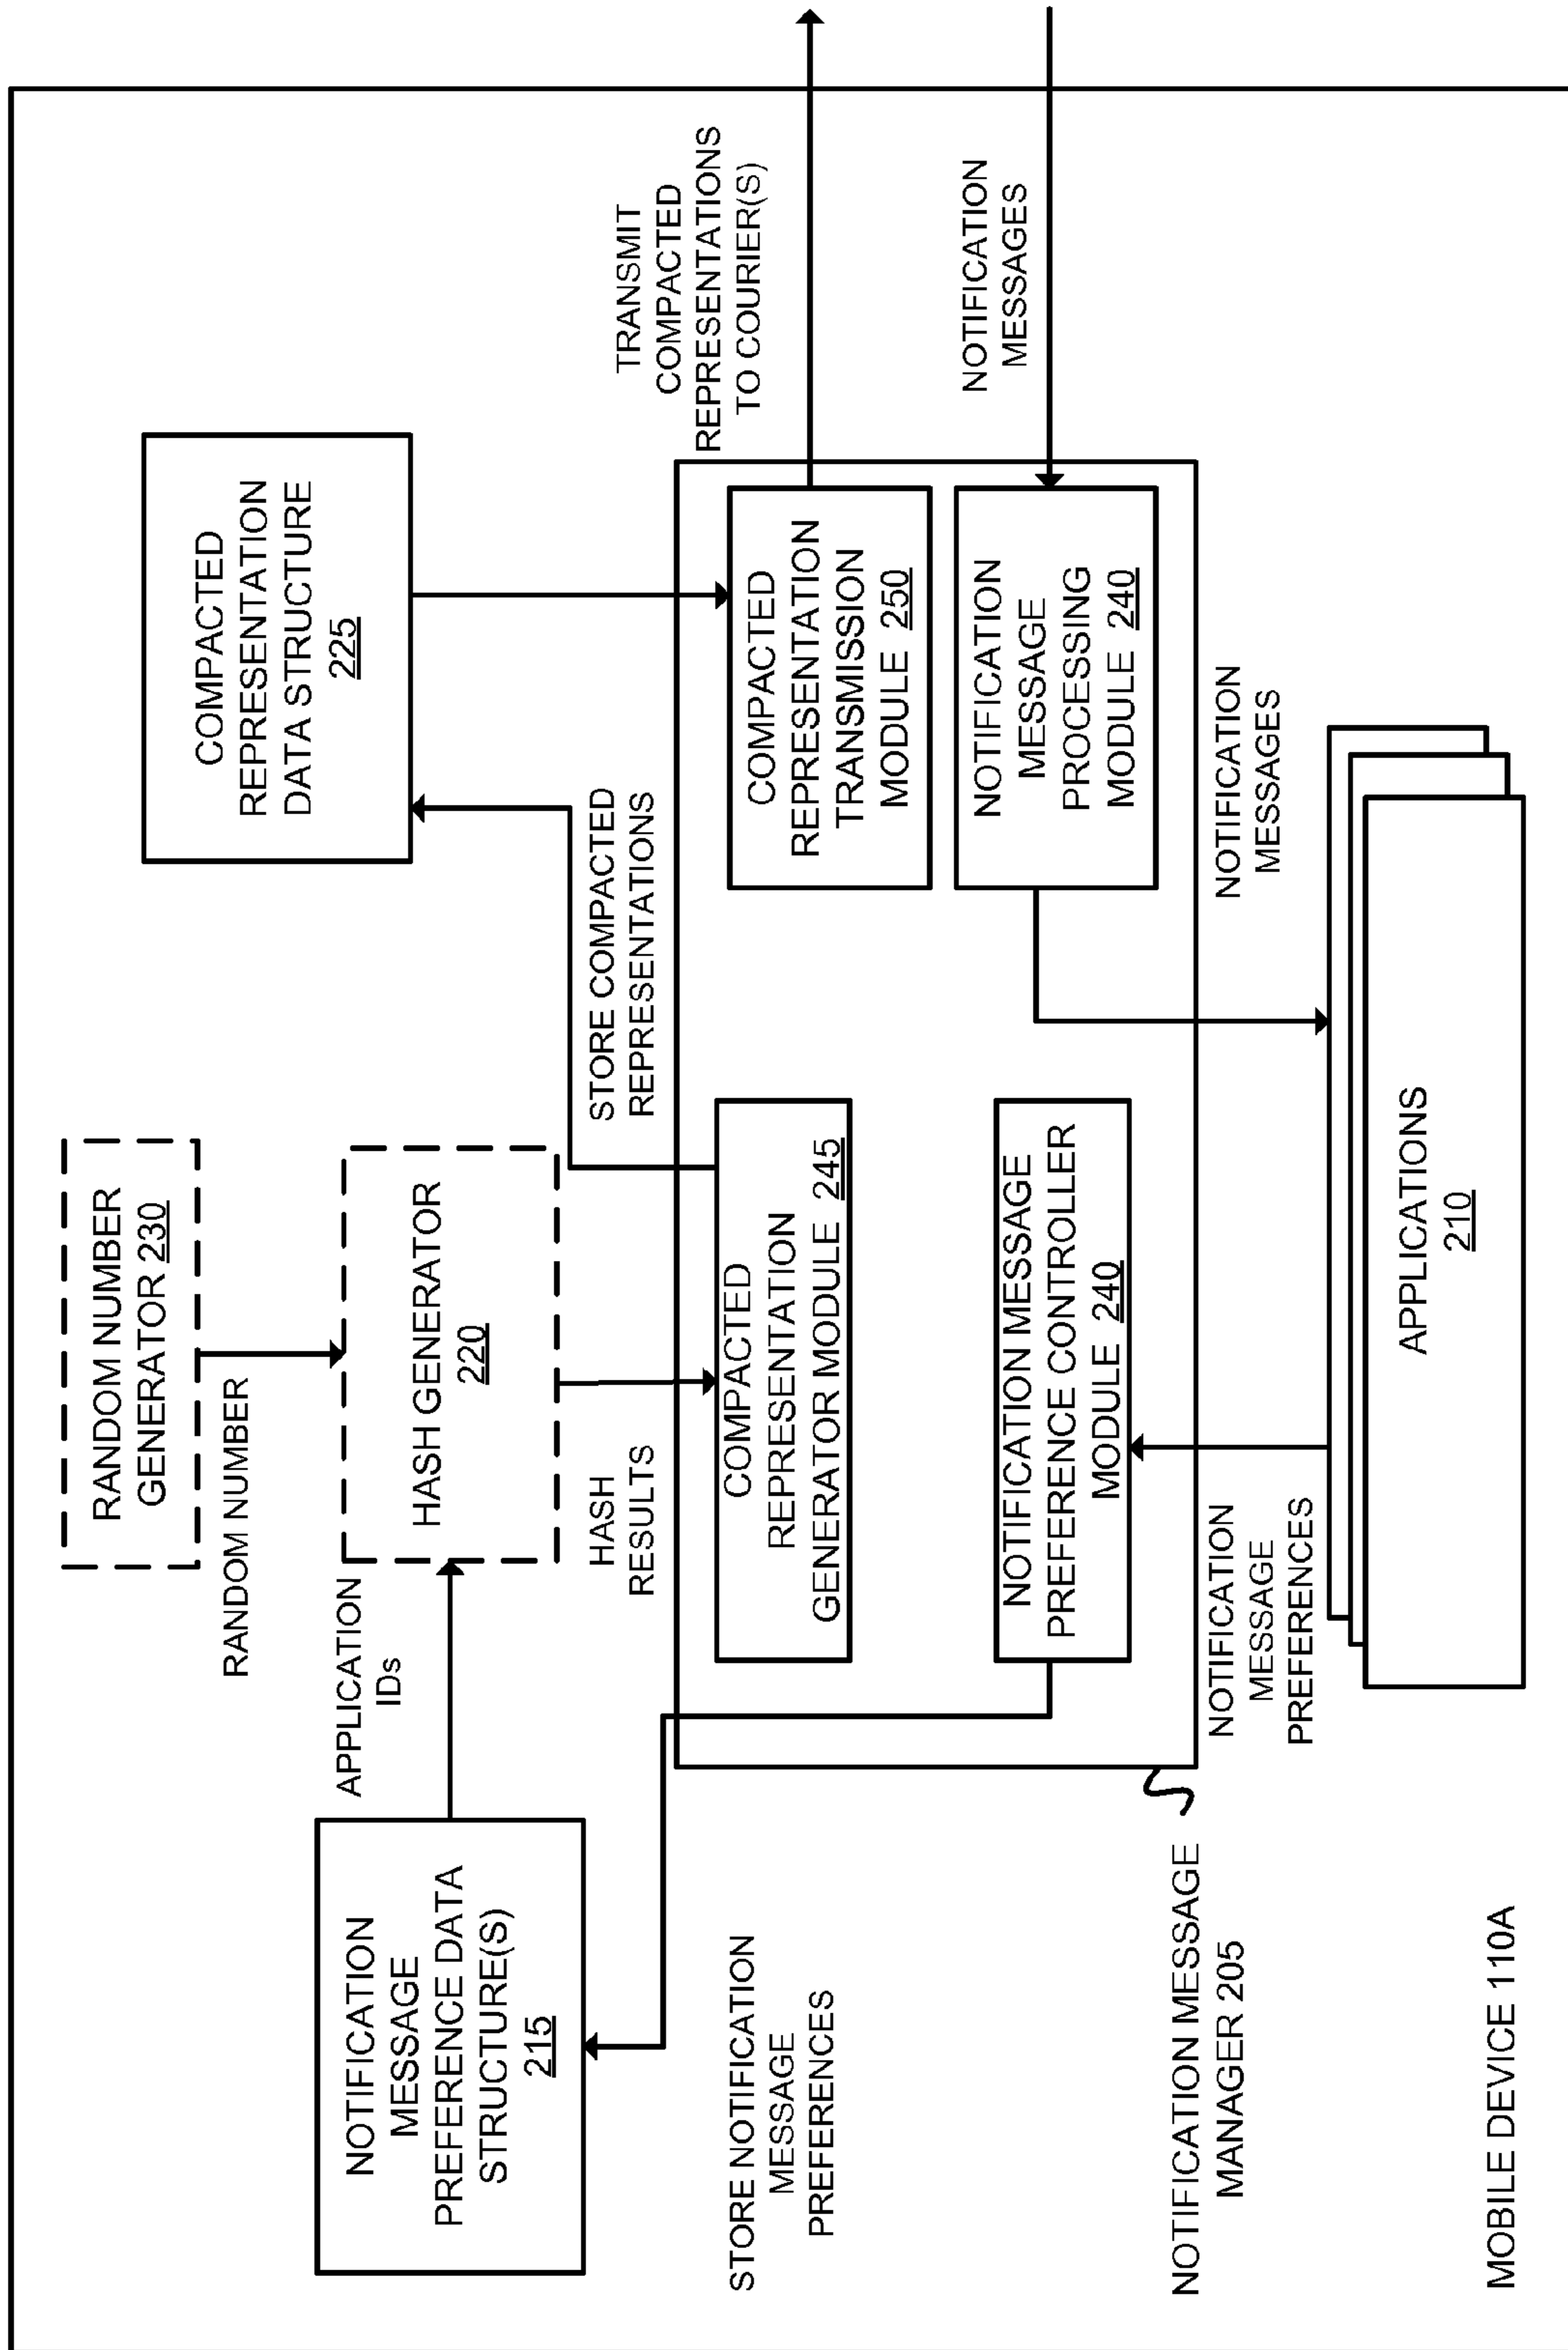 RANDOM NUMBER
GENERATOR 230
RANDOM NUMBER
NOTIFICATION
MESSAGE
PREFERENCE DATA
STRUCTURE(S)
215
APPLICATION
IDs
HASH GENERATOR
220
HASH
RESULTS
COMPACTED
REPRESENTATION
DATA STRUCTURE
225
STORE COMPACTED
REPRESENTATIONS
TRANSMIT
COMPACTED
REPRESENTATIONS
TO COURIER(S)
STORE NOTIFICATION
MESSAGE
PREFERENCES
COMPACTED
REPRESENTATION
GENERATOR MODULE 245
COMPACTED
REPRESENTATION
TRANSMISSION
MODULE 250
NOTIFICATION
MESSAGES
NOTIFICATION MESSAGE
PREFERENCE CONTROLLER
MODULE 240
NOTIFICATION
MESSAGE
PROCESSING
MODULE 240
NOTIFICATION MESSAGE
MANAGER 205
NOTIFICATION
MESSAGE
PREFERENCES
NOTIFICATION
MESSAGES
APPLICATIONS
210
MOBILE DEVICE 110A